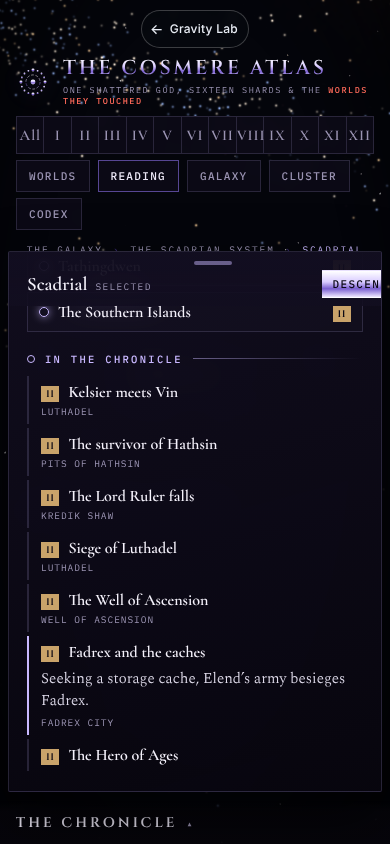 ← Gravity Lab
THE COSMERE ATLAS
ONE SHATTERED GOD, SIXTEEN SHARDS & THE WORLDS
THEY TOUCHED
All I II III IV V VI VII VIII IX X XI XII
WORLDS READING GALAXY CLUSTER
CODEX
THE GALAXY · THE SCADRIAN SYSTEM · SCADRIAL
Tathingdwen
Scadrial SELECTED DESCEN
The Southern Islands II
IN THE CHRONICLE
II Kelsier meets Vin
LUTHADEL
II The survivor of Hathsin
PITS OF HATHSIN
II The Lord Ruler falls
KREDIK SHAW
II Siege of Luthadel
LUTHADEL
II The Well of Ascension
WELL OF ASCENSION
II Fadrex and the caches
Seeking a storage cache, Elend's army besieges
Fadrex.
FADREX CITY
II The Hero of Ages
THE CHRONICLE ▴